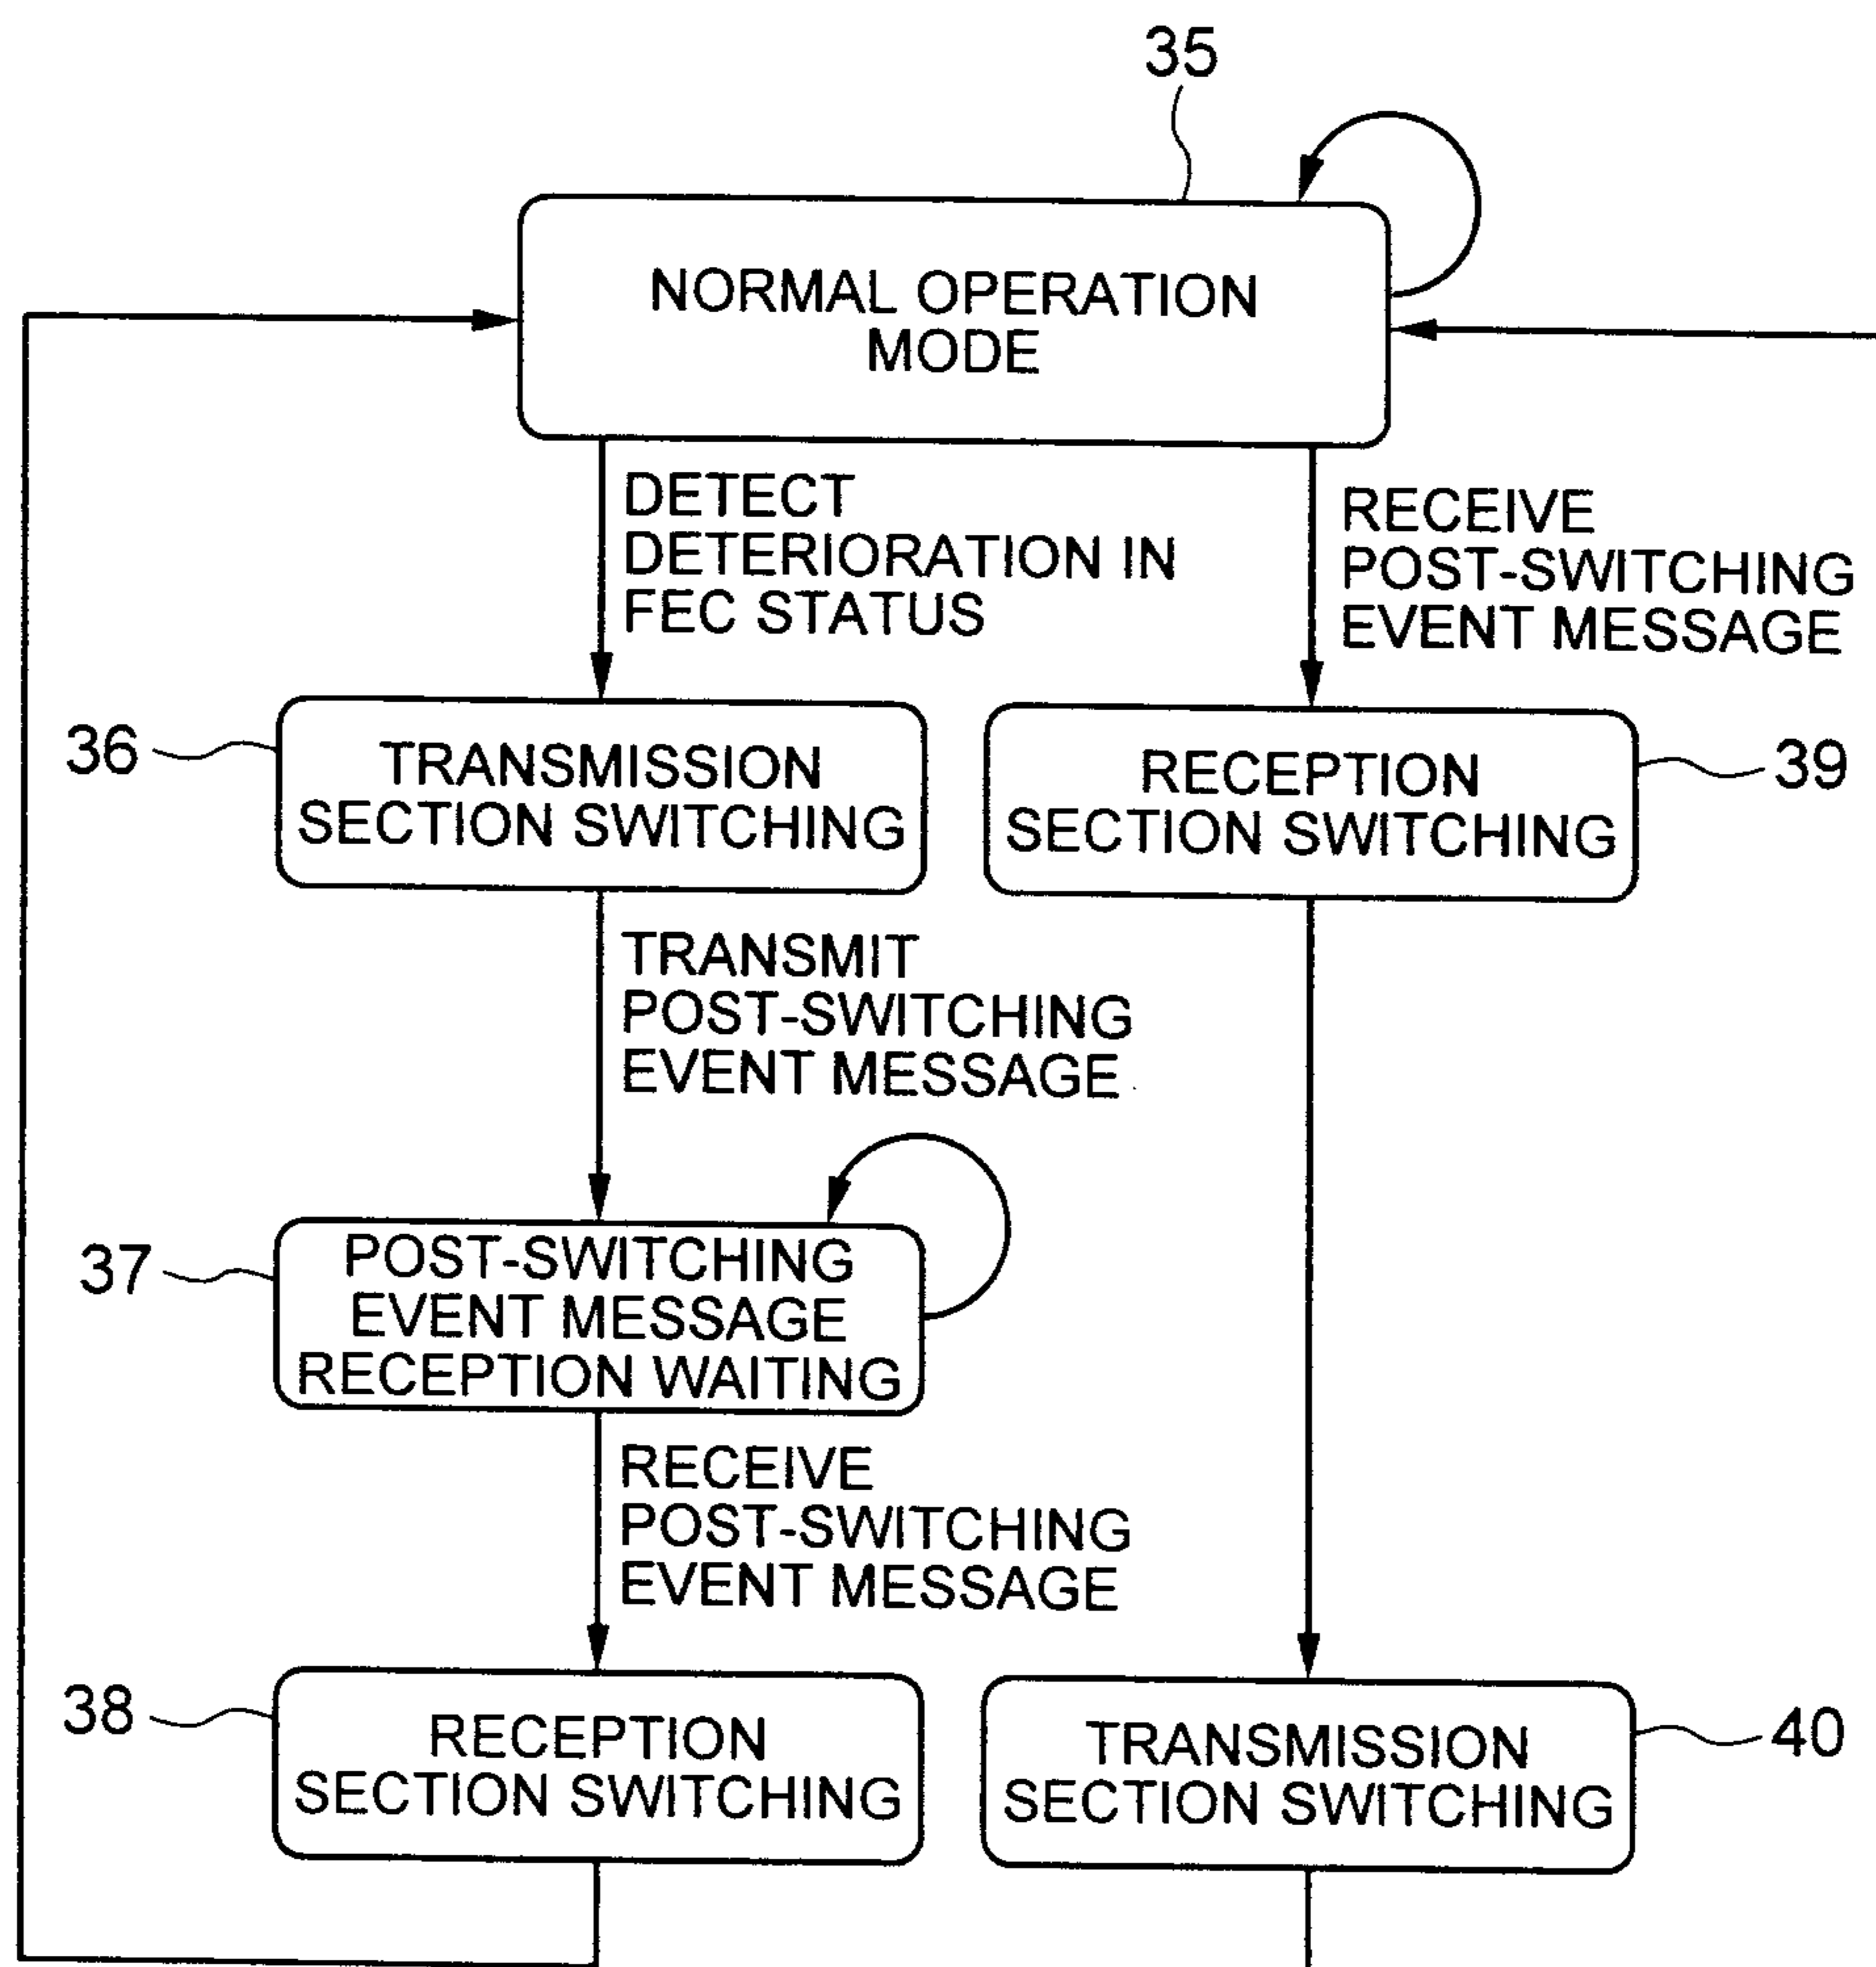 35
NORMAL OPERATION
MODE
DETECT
DETERIORATION IN
FEC STATUS
RECEIVE
POST-SWITCHING
EVENT MESSAGE
36
TRANSMISSION
SECTION SWITCHING
RECEPTION
SECTION SWITCHING
39
TRANSMIT
POST-SWITCHING
EVENT MESSAGE
37
POST-SWITCHING
EVENT MESSAGE
RECEPTION WAITING
RECEIVE
POST-SWITCHING
EVENT MESSAGE
38
RECEPTION
SECTION SWITCHING
TRANSMISSION
SECTION SWITCHING
40